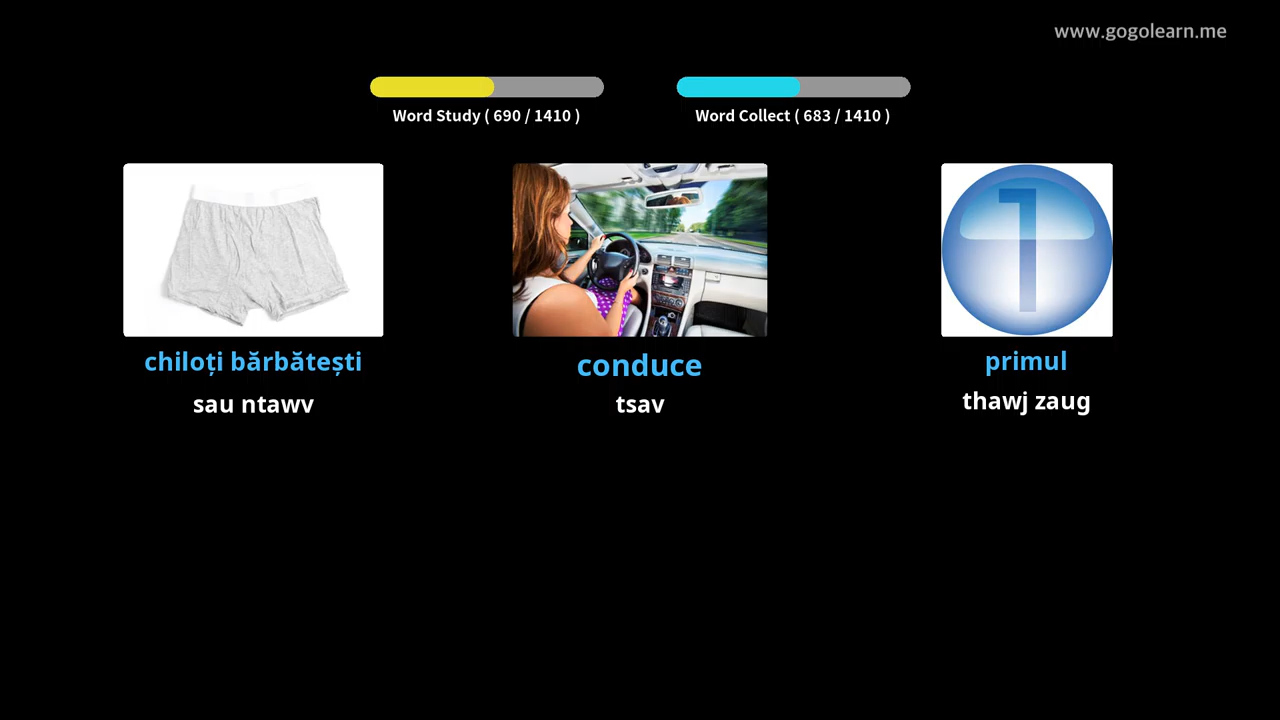 www.gogolearn.me
Word Study ( 690 / 1410 )
Word Collect ( 683 / 1410 )
1
chiloți bărbătești
conduce
primul
sau ntawv
tsav
thawj zaug